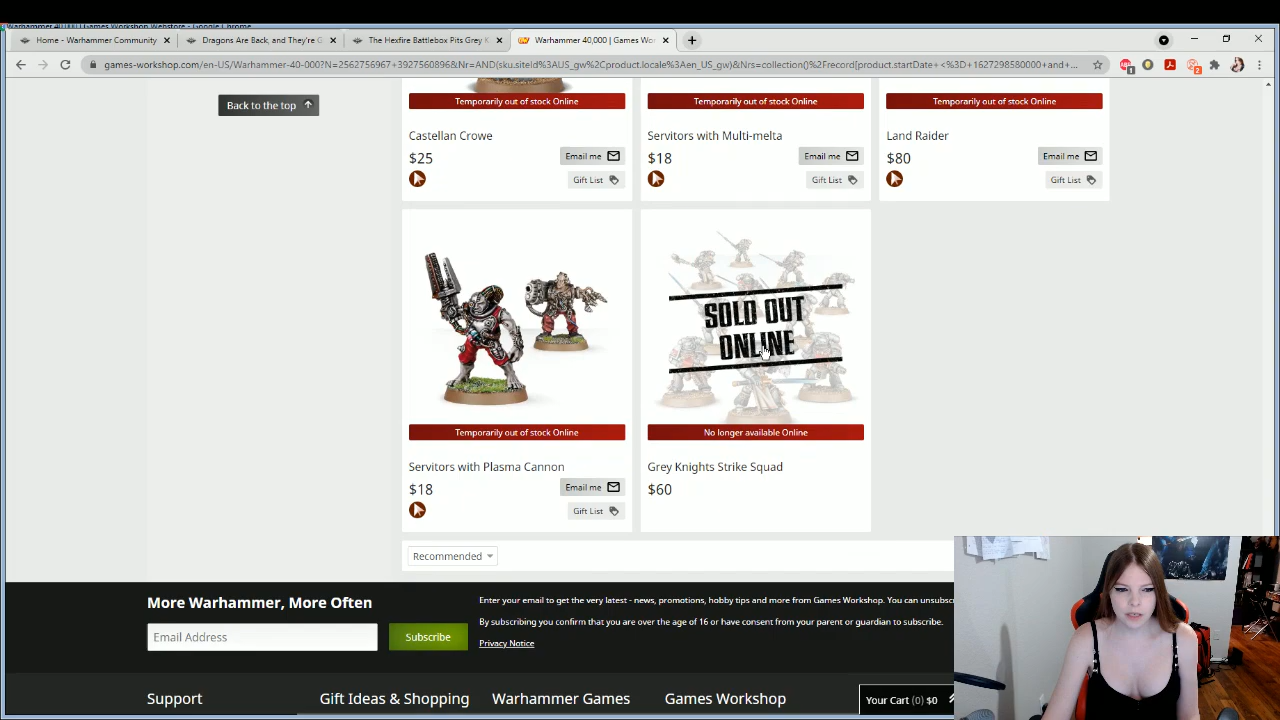 Warhammer 40,000 | Games Workshop Webstore - Google Chrome
Home - Warhammer Community
Dragons Are Back, and They're G
The Hexfire Battlebox Pits Grey K
Warhammer 40,000 | Games Wor
games-workshop.com/en-US/Warhammer-40-000?N=2562756967+3927560896&Nr=AND(sku.siteId%3AUS_gw%2Cproduct.locale%3Aen_US_gw)&Nrs=collection()%2Frecord[product.startDate+<%3D+1627298580000+and+...
Back to the top
Temporarily out of stock Online
Temporarily out of stock Online
Temporarily out of stock Online
Castellan Crowe
Servitors with Multi-melta
Land Raider
$25
Email me
$18
Email me
$80
Email me
Gift List
Gift List
Gift List
SOLD OUT
ONLINE
Temporarily out of stock Online
No longer available Online
Servitors with Plasma Cannon
Grey Knights Strike Squad
$18
Email me
$60
Gift List
Recommended
More Warhammer, More Often
Enter your email to get the very latest - news, promotions, hobby tips and more from Games Workshop. You can unsubsc
By subscribing you confirm that you are over the age of 16 or have consent from your parent or guardian to subscribe.
Email Address
Subscribe
Privacy Notice
Support
Gift Ideas & Shopping
Warhammer Games
Games Workshop
Your Cart (0) $0